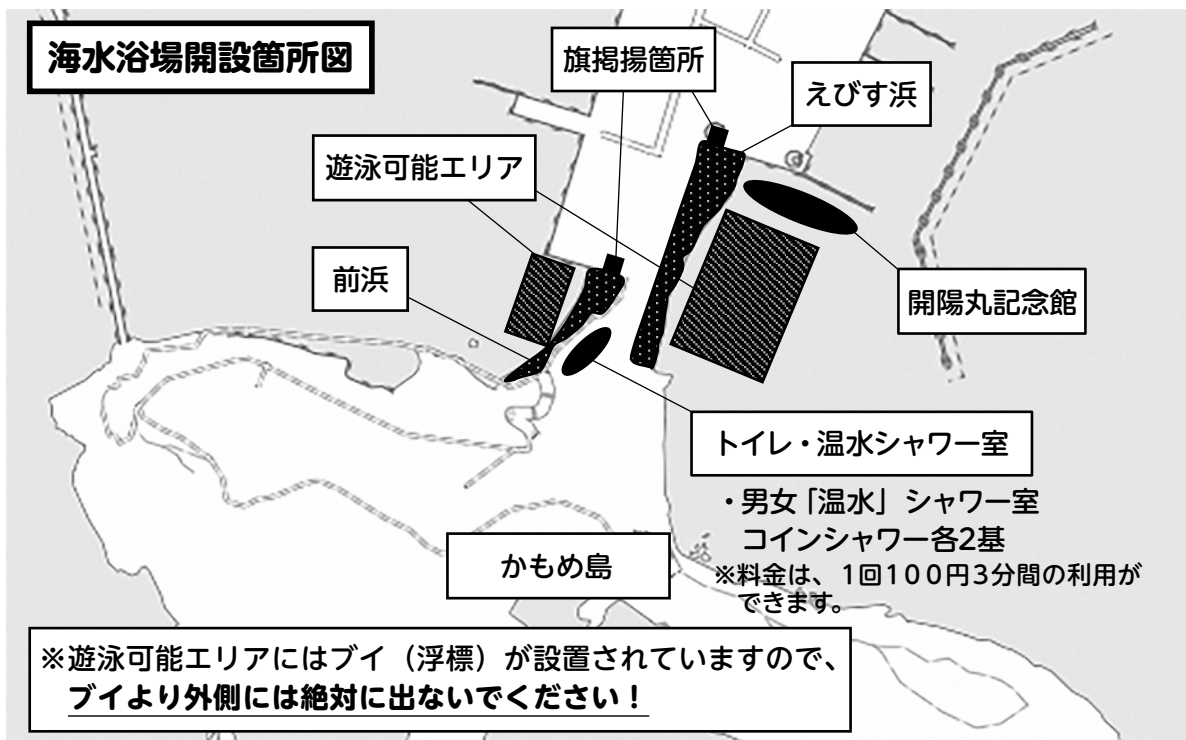 海水浴場開設箇所図
旗掲揚箇所
えびす浜
遊泳可能エリア
前浜
開陽丸記念館
トイレ・温水シャワー室
・男女「温水」シャワー室
コインシャワー各2基
※料金は、1回100円3分間の利用が
できます。
かもめ島
※遊泳可能エリアにはブイ（浮標）が設置されていますので、
ブイより外側には絶対に出ないでください！